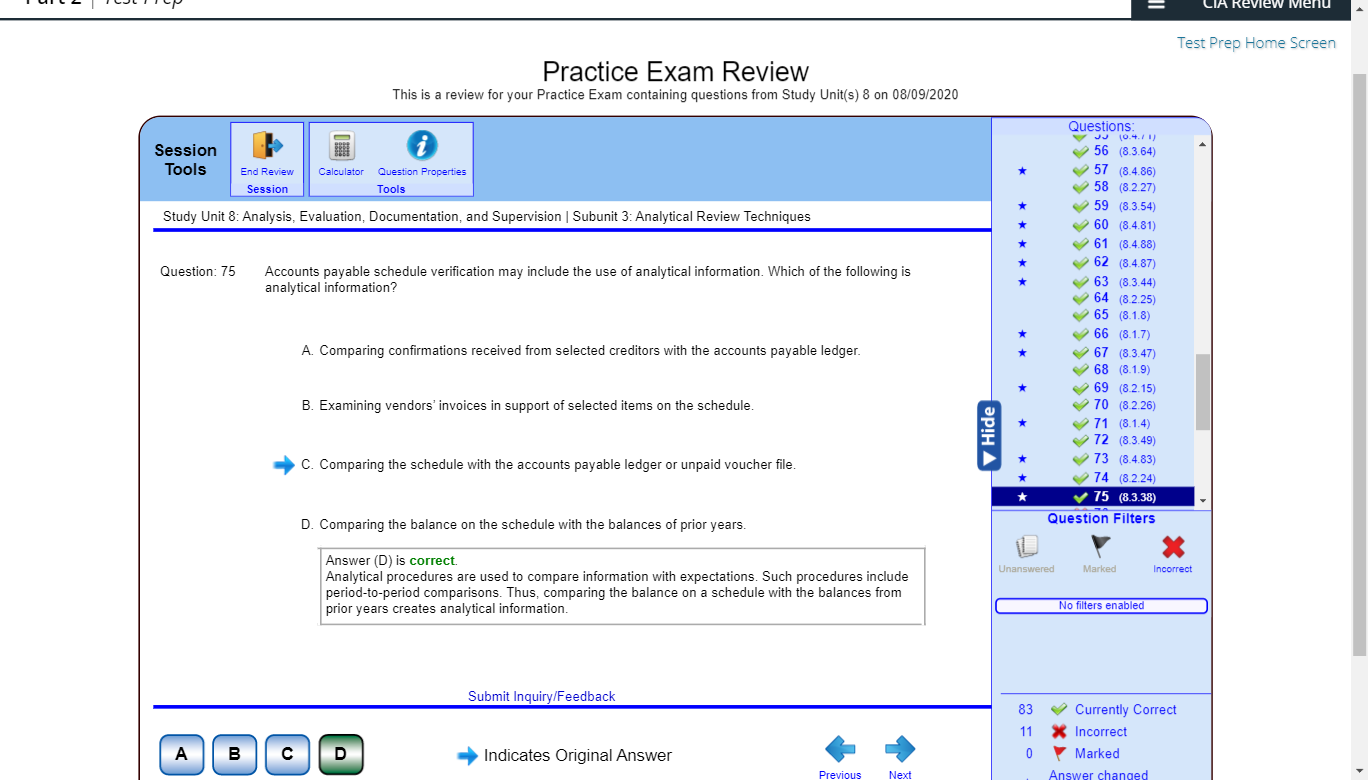 Part 2 | Test Prep
CIA Review Menu
Test Prep Home Screen
Practice Exam Review
This is a review for your Practice Exam containing questions from Study Unit(s) 8 on 08/09/2020
Session Tools
End Review
Session
Calculator
Question Properties
Tools
Study Unit 8: Analysis, Evaluation, Documentation, and Supervision | Subunit 3: Analytical Review Techniques
Question: 75
Accounts payable schedule verification may include the use of analytical information. Which of the following is
analytical information?
A. Comparing confirmations received from selected creditors with the accounts payable ledger.
B. Examining vendors' invoices in support of selected items on the schedule.
C. Comparing the schedule with the accounts payable ledger or unpaid voucher file.
D. Comparing the balance on the schedule with the balances of prior years.
Answer (D) is correct.
Analytical procedures are used to compare information with expectations. Such procedures include
period-to-period comparisons. Thus, comparing the balance on a schedule with the balances from
prior years creates analytical information.
Submit Inquiry/Feedback
A B C D
Indicates Original Answer
Previous
Next
Hide
Questions:
55 (8.4.71)
56 (8.3.64)
57 (8.4.86)
58 (8.2.27)
59 (8.3.54)
60 (8.4.81)
61 (8.4.88)
62 (8.4.87)
63 (8.3.44)
64 (8.2.25)
65 (8.1.8)
66 (8.1.7)
67 (8.3.47)
68 (8.1.9)
69 (8.2.15)
70 (8.2.26)
71 (8.1.4)
72 (8.3.49)
73 (8.4.83)
74 (8.2.24)
75 (8.3.38)
Question Filters
Unanswered
Marked
Incorrect
No filters enabled
83 Currently Correct
11 Incorrect
0 Marked
Answer changed